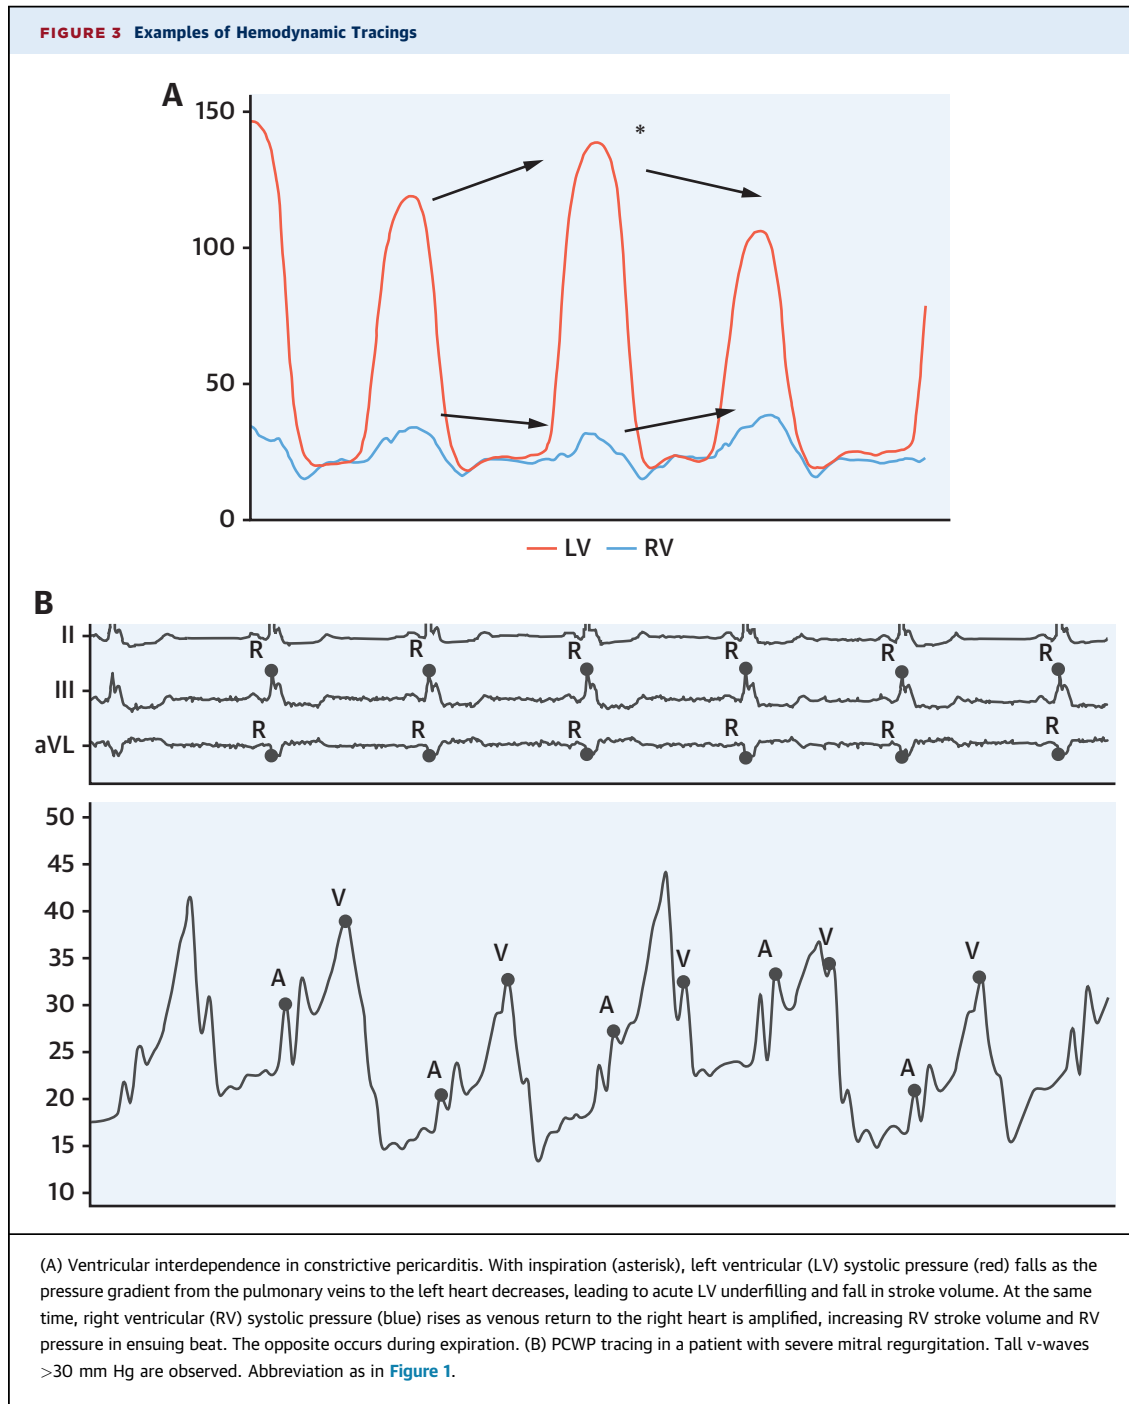 FIGURE 3 Examples of Hemodynamic Tracings
A
150
*
100
50
0
LV RV
B
II
R R R R R R
III
R R R R R R
aVL
50
45
40
35
30
25
20
15
10
V
A
V
A
V
A
V
A
V
A
V
(A) Ventricular interdependence in constrictive pericarditis. With inspiration (asterisk), left ventricular (LV) systolic pressure (red) falls as the
pressure gradient from the pulmonary veins to the left heart decreases, leading to acute LV underfilling and fall in stroke volume. At the same
time, right ventricular (RV) systolic pressure (blue) rises as venous return to the right heart is amplified, increasing RV stroke volume and RV
pressure in ensuing beat. The opposite occurs during expiration. (B) PCWP tracing in a patient with severe mitral regurgitation. Tall v-waves
>30 mm Hg are observed. Abbreviation as in Figure 1.